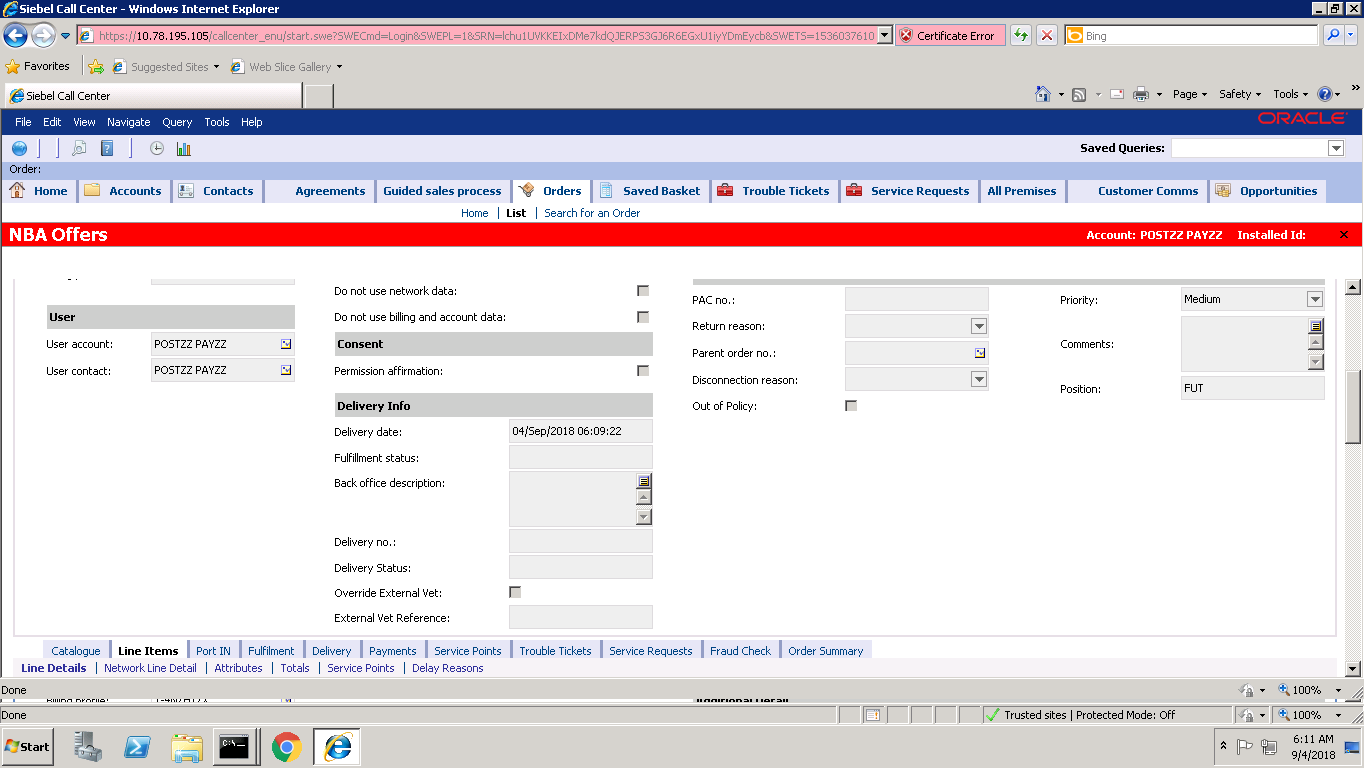 Siebel Call Center - Windows Internet Explorer
https://10.78.195.105/callcenter_enu/start.swe?SWECmd=Login&SWEPL=1&SRN=lchu1UVKKEIxDMe7kdQJERPS3GJ6R6EGxU1iyYDmEycb&SWETS=1536037610 Certificate Error Bing
Favorites Suggested Sites Web Slice Gallery
Siebel Call Center Page Safety Tools
File Edit View Navigate Query Tools Help ORACLE
Saved Queries:
Order:
Home Accounts Contacts Agreements Guided sales process Orders Saved Basket Trouble Tickets Service Requests All Premises Customer Comms Opportunities
Home List Search for an Order
NBA Offers Account: POSTZZ PAYZZ Installed Id:
Do not use network data: PAC no.: Priority: Medium
User Do not use billing and account data: Return reason:
User account: POSTZZ PAYZZ Consent Parent order no.: Comments:
User contact: POSTZZ PAYZZ Permission affirmation: Disconnection reason: Position: FUT
Delivery Info Out of Policy:
Delivery date: 04/Sep/2018 06:09:22
Fulfillment status:
Back office description:
Delivery no.:
Delivery Status:
Override External Vet:
External Vet Reference:
Catalogue Line Items Port IN Fulfilment Delivery Payments Service Points Trouble Tickets Service Requests Fraud Check Order Summary
Line Details Network Line Detail Attributes Totals Service Points Delay Reasons
Done 100%
Done Trusted sites | Protected Mode: Off 100%
Start 6:11 AM
9/4/2018